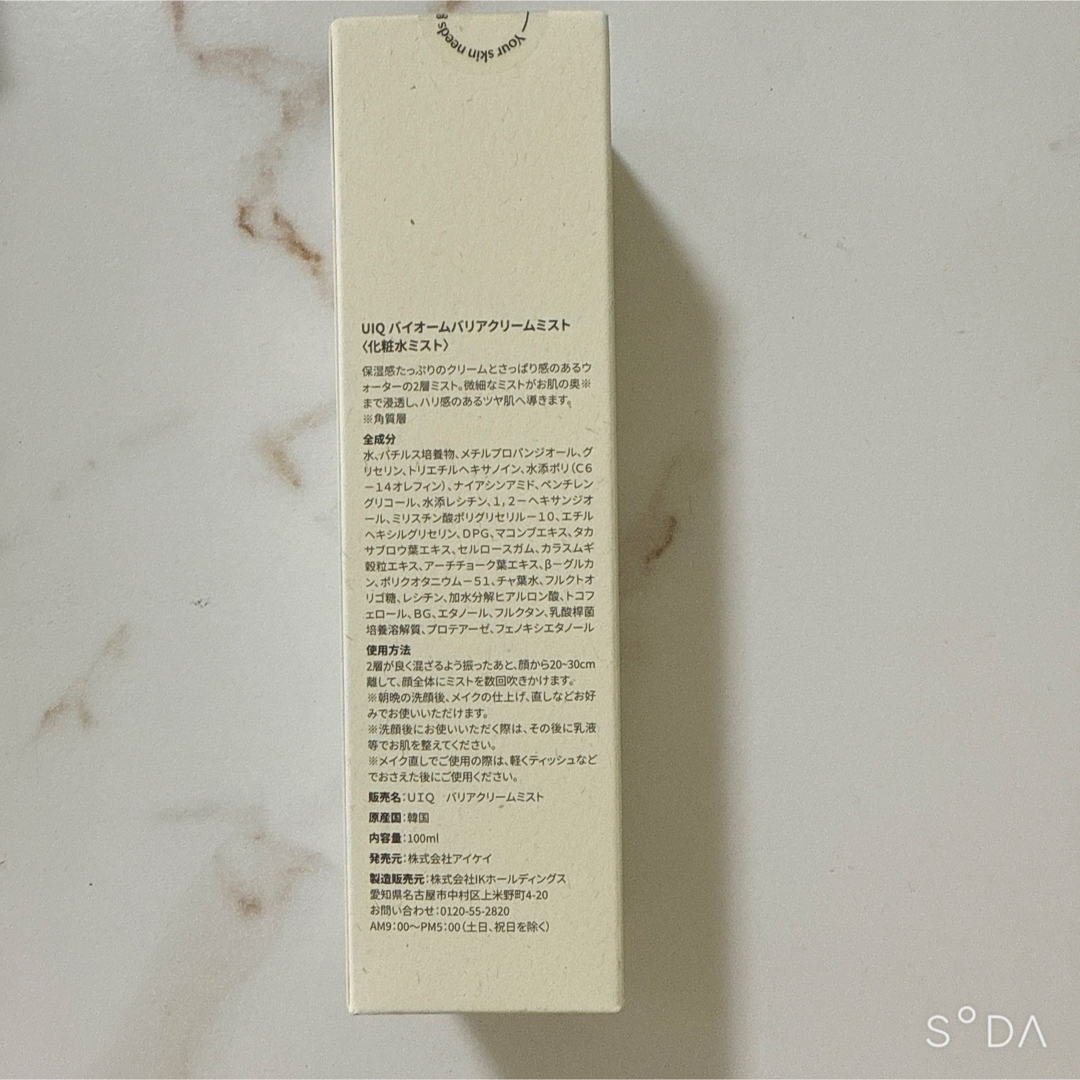 Your skin needs
UIQ バイオームバリアクリームミスト
〈化粧水ミスト〉
保湿感たっぷりのクリームとさっぱり感のあるウ
ォーターの2層ミスト。微細なミストがお肌の奥※
まで浸透し、ハリ感のあるツヤ肌へ導きます。
※角質層
全成分
水、バチルス培養物、メチルプロパンジオール、グ
リセリン、トリエチルヘキサノイン、水添ポリ(C6
－14オレフィン)、ナイアシンアミド、ペンチレン
グリコール、水添レシチン、1,2－ヘキサンジオ
ール、ミリスチン酸ポリグリセリル－10、エチル
ヘキシルグリセリン、DPG、マコンブエキス、タカ
サブロウ葉エキス、セルロースガム、カラスムギ
穀粒エキス、アーチチョーク葉エキス、β－グルカ
ン、ポリクオタニウム－51、チャ葉水、フルクトオ
リゴ糖、レシチン、加水分解ヒアルロン酸、トコフ
ェロール、BG、エタノール、フルクタン、乳酸桿菌
培養溶解質、プロテアーゼ、フェノキシエタノール
使用方法
2層が良く混ざるよう振ったあと、顔から20~30cm
離して、顔全体にミストを数回吹きかけます。
※朝晩の洗顔後、メイクの仕上げ、直しなどお好
みでお使いいただけます。
※洗顔後にお使いいただく際は、その後に乳液
等でお肌を整えてください。
※メイク直しでご使用の際は、軽くティッシュなど
でおさえた後にご使用ください。
販売名：UIQ　バリアクリームミスト
原産国：韓国
内容量：100ml
発売元：株式会社アイケイ
製造販売元：株式会社IKホールディングス
愛知県名古屋市中村区上米野町4-20
お問い合わせ：0120-55-2820
AM9：00～PM5：00（土日、祝日を除く）
SODA